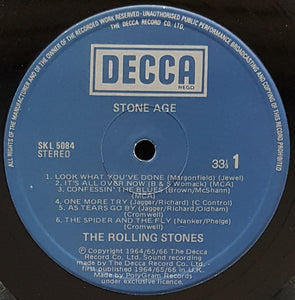 UNAUTHORISED PUBLIC PERFORMANCE, BROADCASTING AND COPYING
ALL RIGHTS OF THE MANUFACTURER AND OF THE OWNER OF THE RECORDED WORK RESERVED
THE DECCA RECORD CO. LTD.
DECCA
REGD
STONE AGE
SKL 5084
STEREO
33⅓ 1
1. LOOK WHAT YOU'VE DONE (Morgonfield) (Jewel)
2. IT'S ALL OVER NOW (B & S Womack) (MCA)
3. CONFESSIN' THE BLUES (Brown/McShann)
(MCA)
4. ONE MORE TRY (Jagger/Richard) (C Control)
5. AS TEARS GO BY (Jagger/Richard/Oldham)
(Cromwell)
6. THE SPIDER AND THE FLY (Nanker/Phelge)
(Cromwell)
THE ROLLING STONES
℗ Copyright 1964/65/66 The
Decca Record Co. Ltd. Sound recording
made by The Decca Record Co. Ltd.
first published 1964/65/66 in U.K.
Made by PolyGram Records
under exclusive licence.